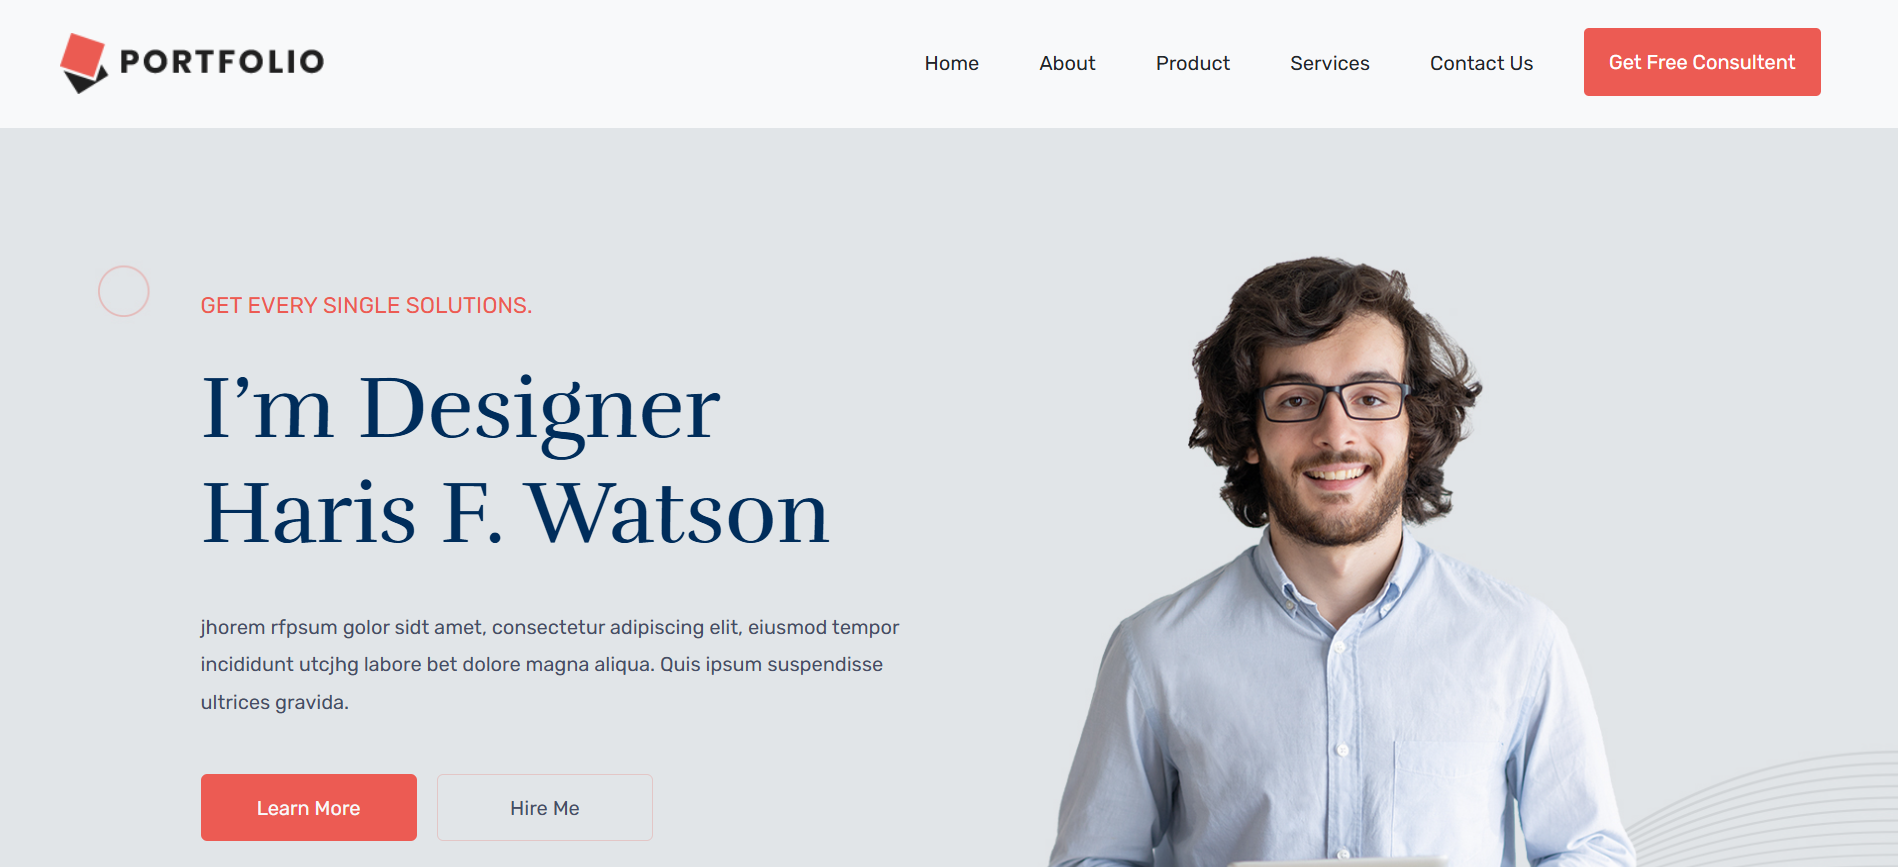 PORTFOLIO
Home
About
Product
Services
Contact Us
Get Free Consultent
GET EVERY SINGLE SOLUTIONS.
I’m Designer
Haris F. Watson
jhorem rfpsum golor sidt amet, consectetur adipiscing elit, eiusmod tempor
incididunt utcjhg labore bet dolore magna aliqua. Quis ipsum suspendisse
ultrices gravida.
Learn More
Hire Me